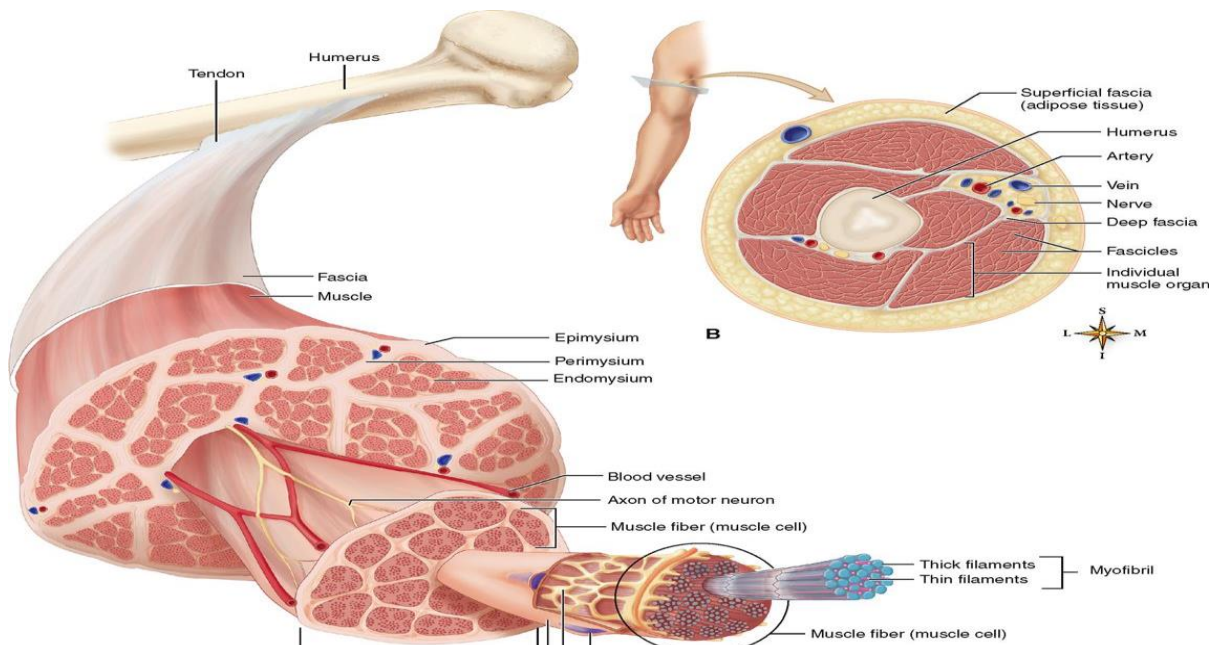 Humerus
Tendon
Fascia
Muscle
Epimysium
Perimysium
Endomysium
Blood vessel
Axon of motor neuron
Muscle fiber (muscle cell)
Thick filaments
Thin filaments
Myofibril
Muscle fiber (muscle cell)
Superficial fascia
(adipose tissue)
Humerus
Artery
Vein
Nerve
Deep fascia
Fascicles
Individual
muscle organ
B
S
L M
I